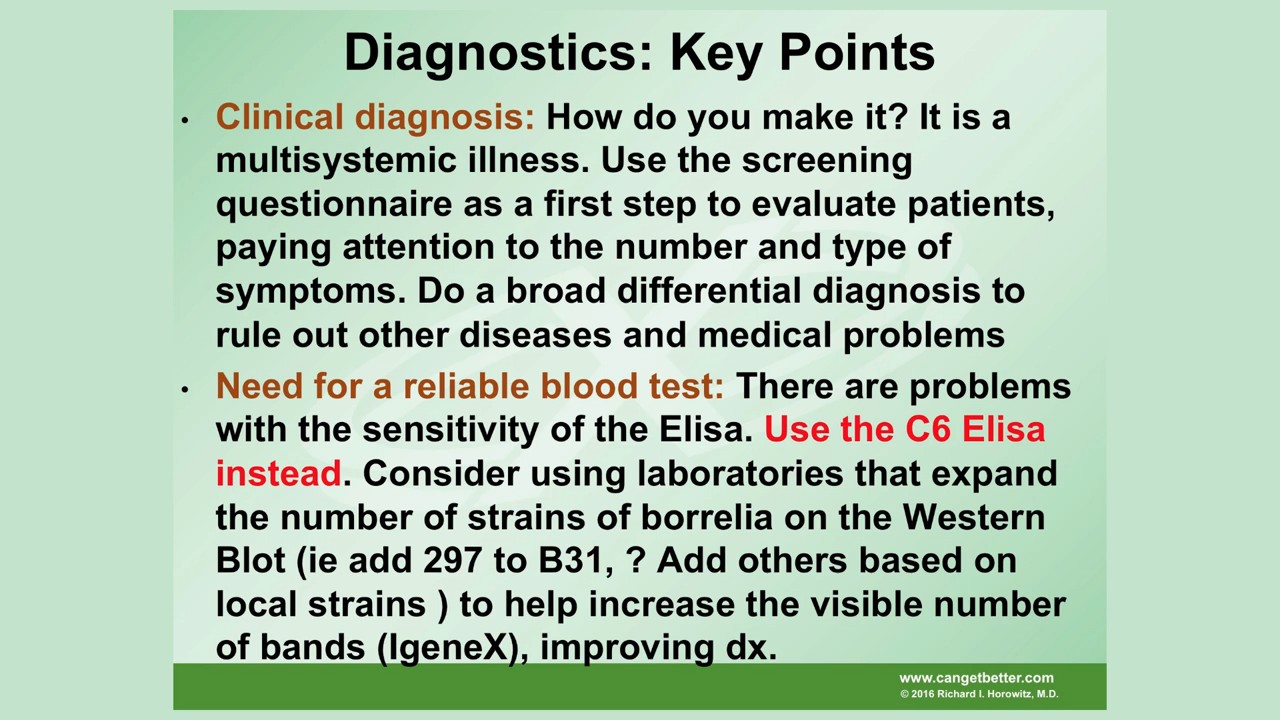 Diagnostics: Key Points
• Clinical diagnosis: How do you make it? It is a
multisystemic illness. Use the screening
questionnaire as a first step to evaluate patients,
paying attention to the number and type of
symptoms. Do a broad differential diagnosis to
rule out other diseases and medical problems
• Need for a reliable blood test: There are problems
with the sensitivity of the Elisa. Use the C6 Elisa
instead. Consider using laboratories that expand
the number of strains of borrelia on the Western
Blot (ie add 297 to B31, ? Add others based on
local strains ) to help increase the visible number
of bands (IgeneX), improving dx.
www.cangetbetter.com
© 2016 Richard I. Horowitz, M.D.